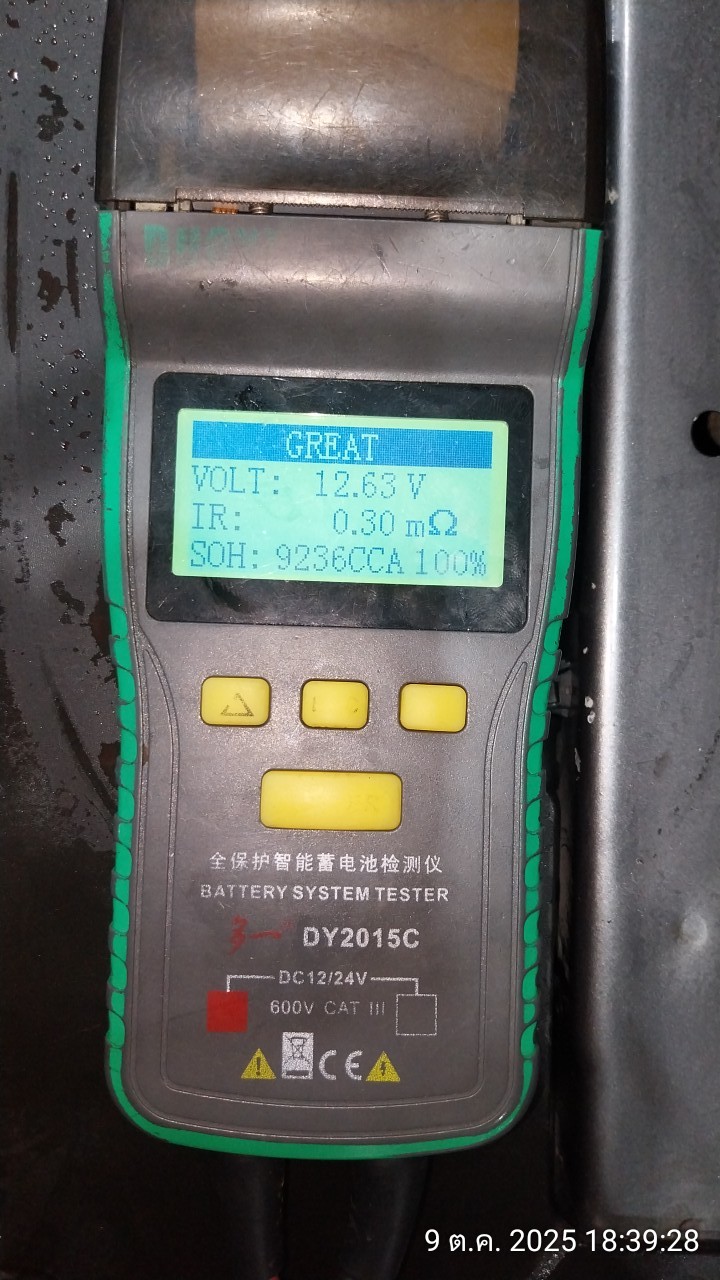 GREAT
VOLT: 12.63 V
IR: 0.30 mΩ
SOH: 9236CCA 100%
全保护智能蓄电池检测仪
BATTERY SYSTEM TESTER
DY2015C
DC12/24V
600V CAT III
CE
9 ต.ค. 2025 18:39:28